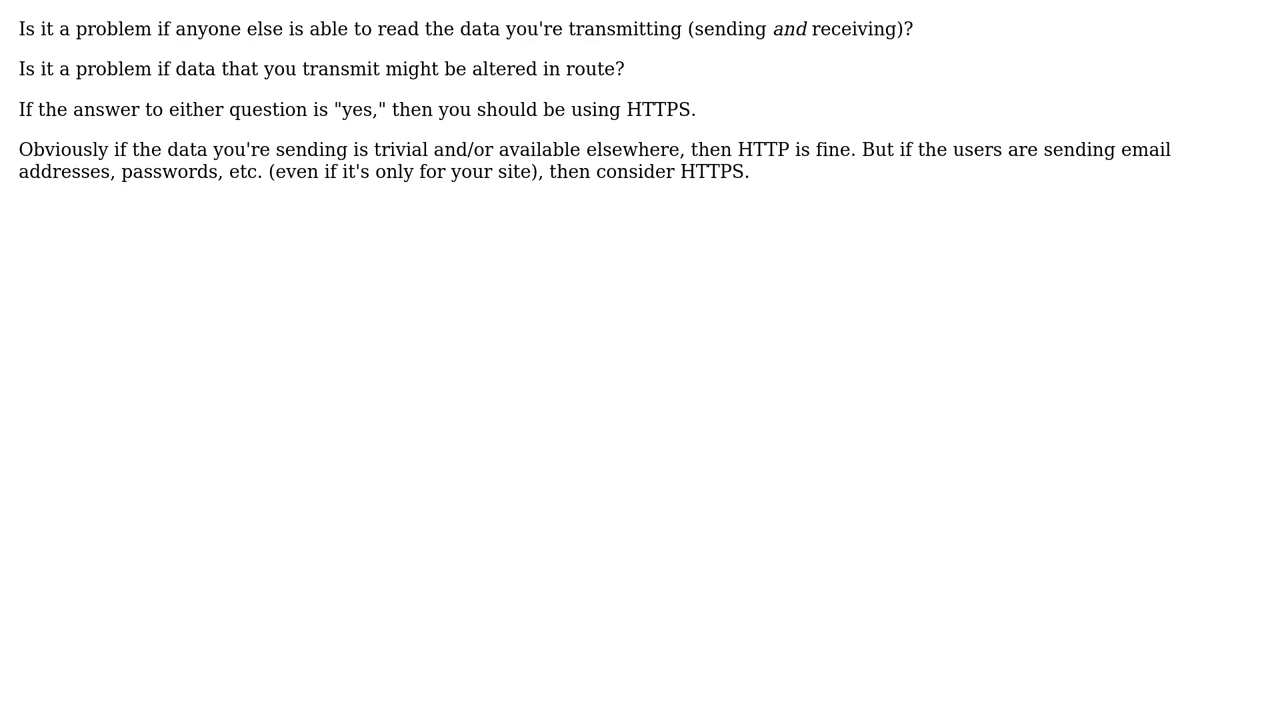 Is it a problem if anyone else is able to read the data you're transmitting (sending and receiving)?
Is it a problem if data that you transmit might be altered in route?
If the answer to either question is "yes," then you should be using HTTPS.
Obviously if the data you're sending is trivial and/or available elsewhere, then HTTP is fine. But if the users are sending email
addresses, passwords, etc. (even if it's only for your site), then consider HTTPS.